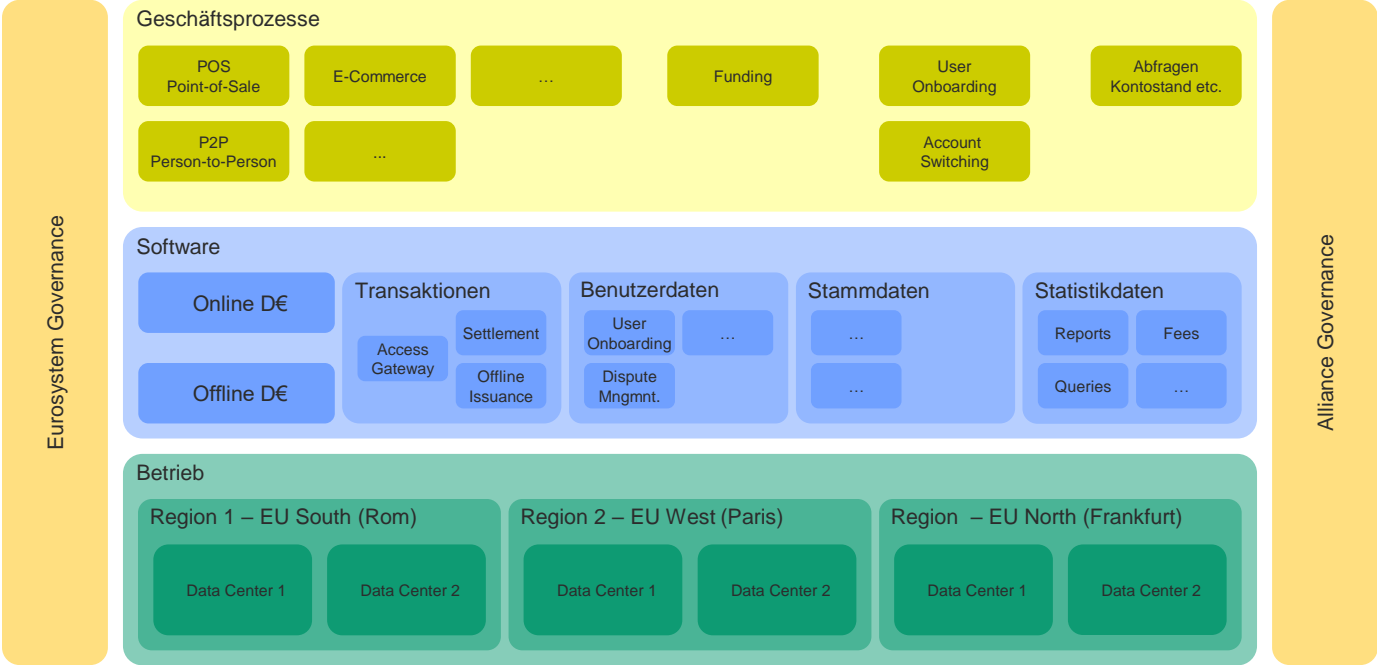 Eurosystem Governance
Geschäftsprozesse
POS
Point-of-Sale
E-Commerce
…
Funding
User
Onboarding
Abfragen
Kontostand etc.
P2P
Person-to-Person
...
Account
Switching
Software
Online D€
Offline D€
Transaktionen
Access
Gateway
Settlement
Offline
Issuance
Benutzerdaten
User
Onboarding
…
Dispute
Mngmnt.
Stammdaten
…
…
Statistikdaten
Reports
Fees
Queries
…
Betrieb
Region 1 – EU South (Rom)
Data Center 1
Data Center 2
Region 2 – EU West (Paris)
Data Center 1
Data Center 2
Region  – EU North (Frankfurt)
Data Center 1
Data Center 2
Alliance Governance